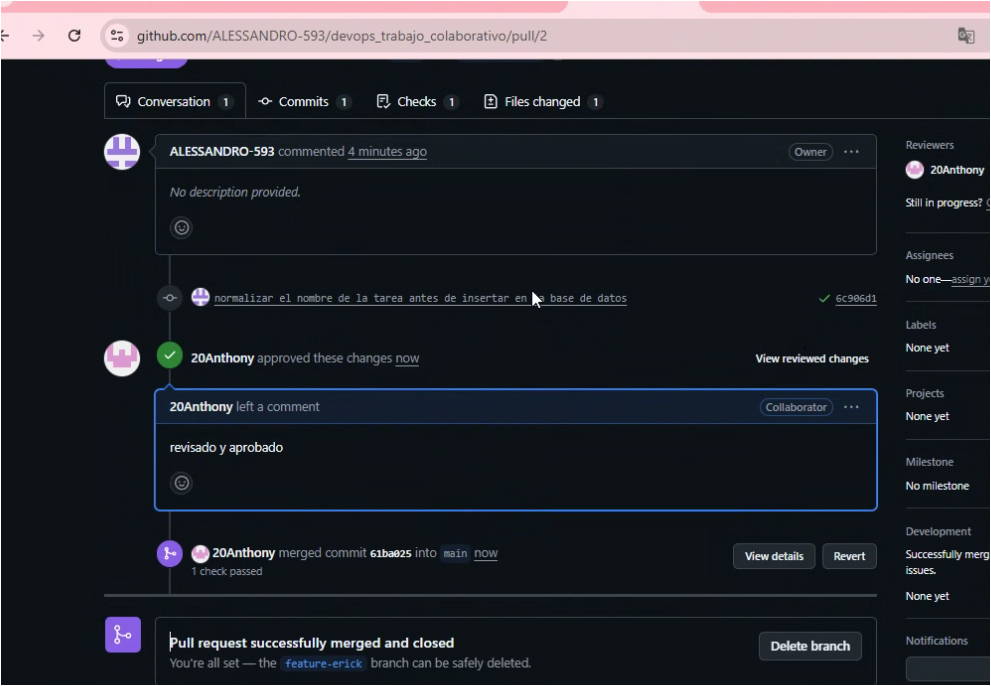 github.com/ALESSANDRO-593/devops_trabajo_colaborativo/pull/2
Conversation 1 Commits 1 Checks 1 Files changed 1
ALESSANDRO-593 commented 4 minutes ago Owner
No description provided.
normalizar el nombre de la tarea antes de insertar en la base de datos 6c906d1
20Anthony approved these changes now View reviewed changes
20Anthony left a comment Collaborator
revisado y aprobado
20Anthony merged commit 61ba025 into main now View details Revert
1 check passed
Pull request successfully merged and closed
You're all set — the feature-erick branch can be safely deleted.
Delete branch
Reviewers
20Anthony
Still in progress?
Assignees
No one—assign
Labels
None yet
Projects
None yet
Milestone
No milestone
Development
Successfully
issues.
None yet
Notifications